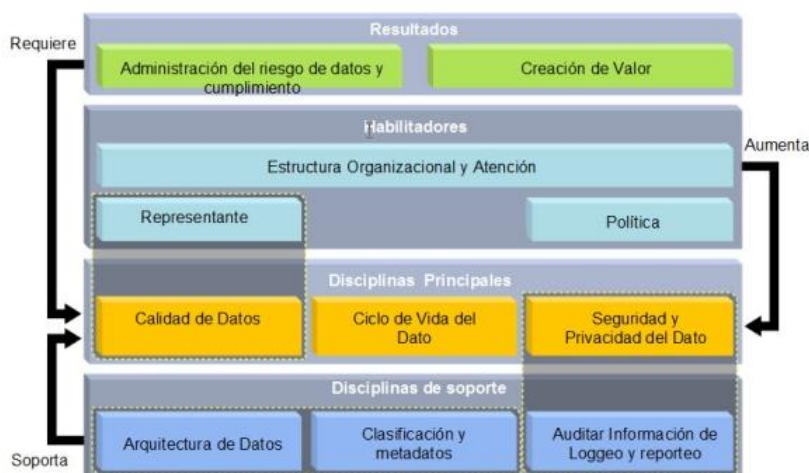 Resultados
Requiere
Administración del riesgo de datos y
cumplimiento
Creación de Valor
Habilitadores
Aumenta
Estructura Organizacional y Atención
Representante
Política
Disciplinas Principales
Calidad de Datos
Ciclo de Vida del
Dato
Seguridad y
Privacidad del Dato
Disciplinas de soporte
Arquitectura de Datos
Clasificación y
metadatos
Auditar Información de
Loggeo y reporteo
Soporta